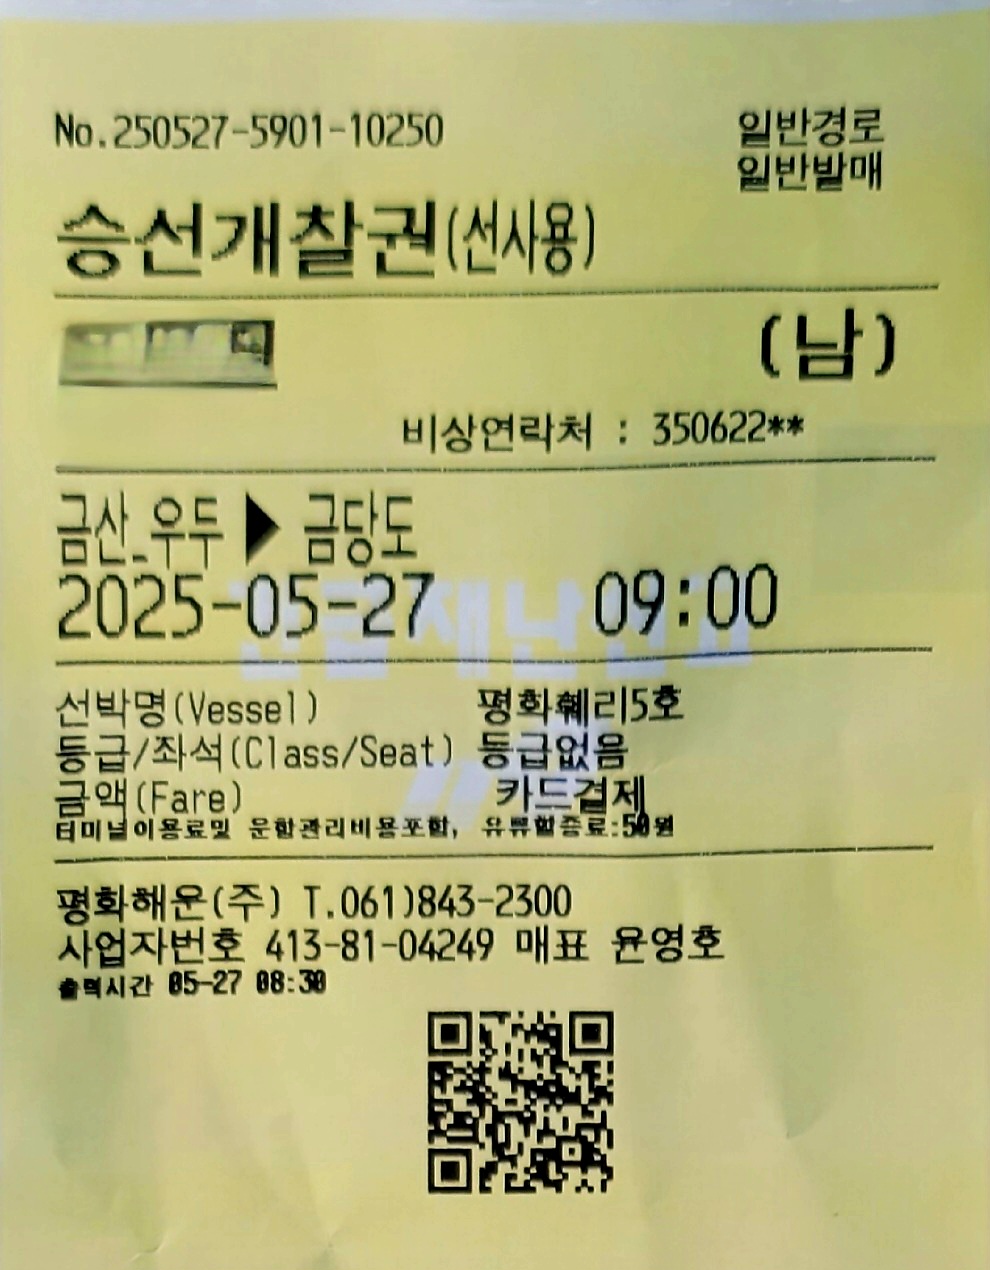 No.250527-5901-10250
일반경로
일반발매
승선개찰권(선사용)
(남)
비상연락처 : 350622**
금산_우두 ▶ 금당도
2025-05-27 09:00
선박명(Vessel) 평화훼리5호
등급/좌석(Class/Seat) 등급없음
금액(Fare) 카드결제
터미널이용료및 운항관리비용포함, 유류할증료:50원
평화해운(주) T.061)843-2300
사업자번호 413-81-04249 매표 윤영호
출력시간 05-27 08:30